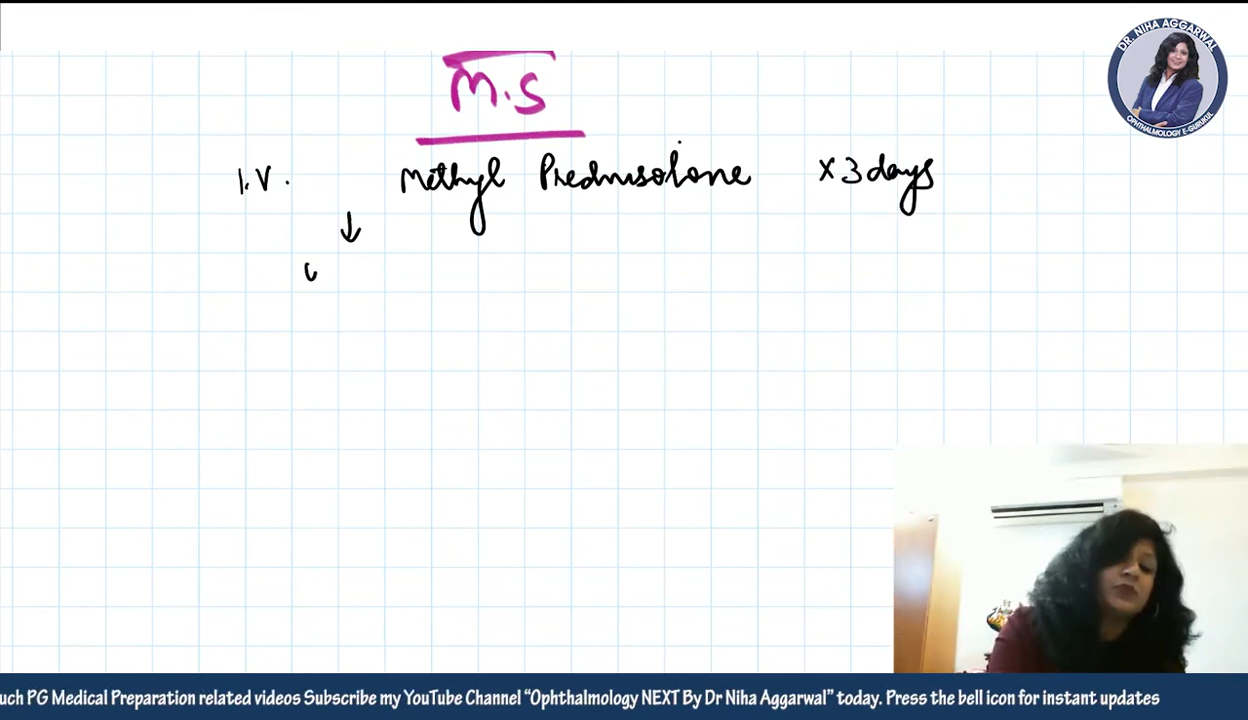 DR. NIHA AGGARWAL
OPHTHALMOLOGY E-GURUKUL
M.S
I.V. Methyl Prednisolone x 3 days
↓
uch PG Medical Preparation related videos Subscribe my YouTube Channel “Ophthalmology NEXT By Dr Niha Aggarwal” today. Press the bell icon for instant updates